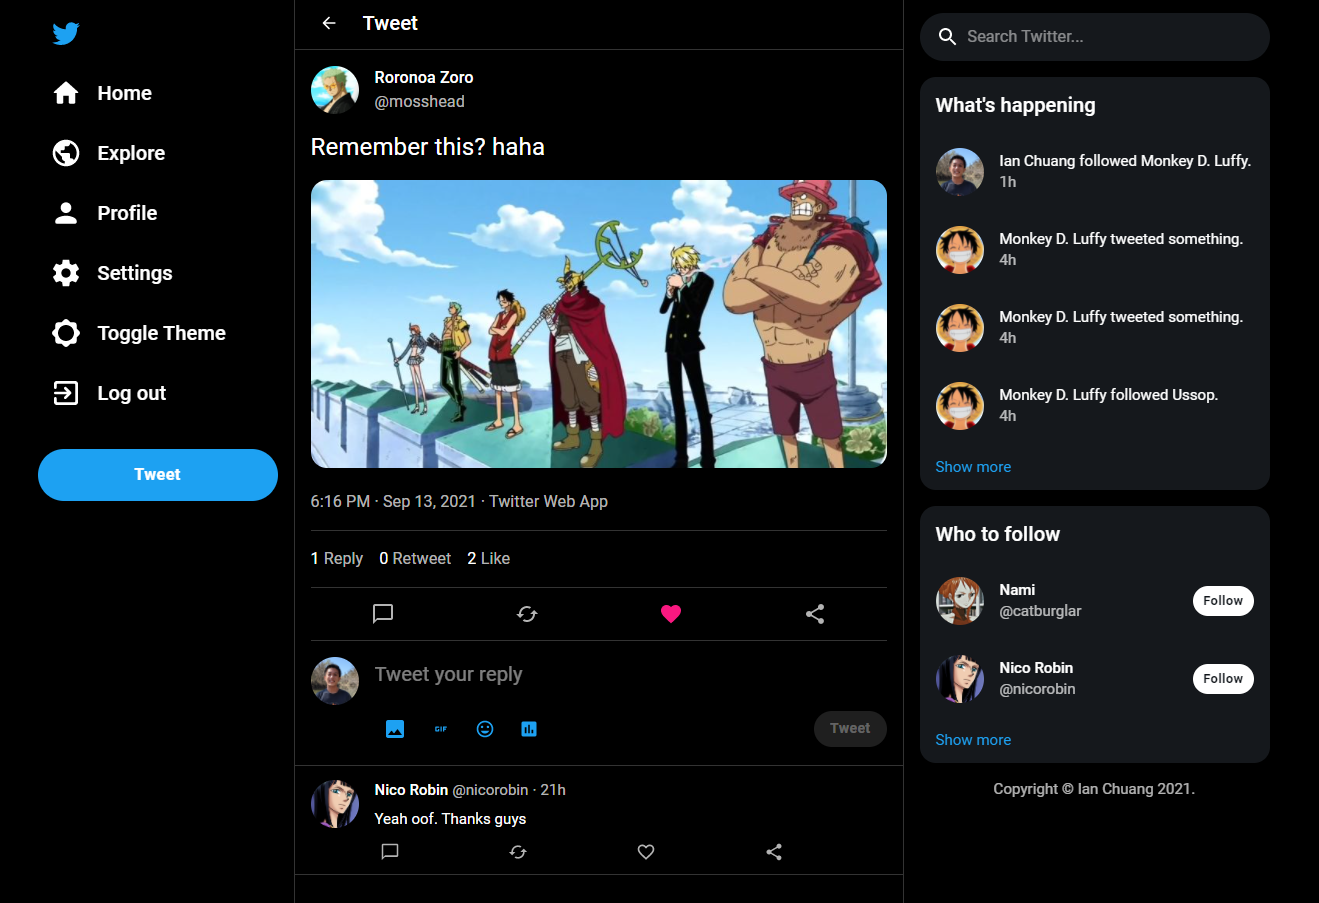 Home
Explore
Profile
Settings
Toggle Theme
Log out
Tweet
Tweet
Roronoa Zoro
@mosshead
Remember this? haha
6:16 PM · Sep 13, 2021 · Twitter Web App
1 Reply 0 Retweet 2 Like
Tweet your reply
GIF
Tweet
Nico Robin @nicorobin · 21h
Yeah oof. Thanks guys
Search Twitter...
What's happening
Ian Chuang followed Monkey D. Luffy.
1h
Monkey D. Luffy tweeted something.
4h
Monkey D. Luffy tweeted something.
4h
Monkey D. Luffy followed Ussop.
4h
Show more
Who to follow
Nami
@catburglar
Follow
Nico Robin
@nicorobin
Follow
Show more
Copyright © Ian Chuang 2021.